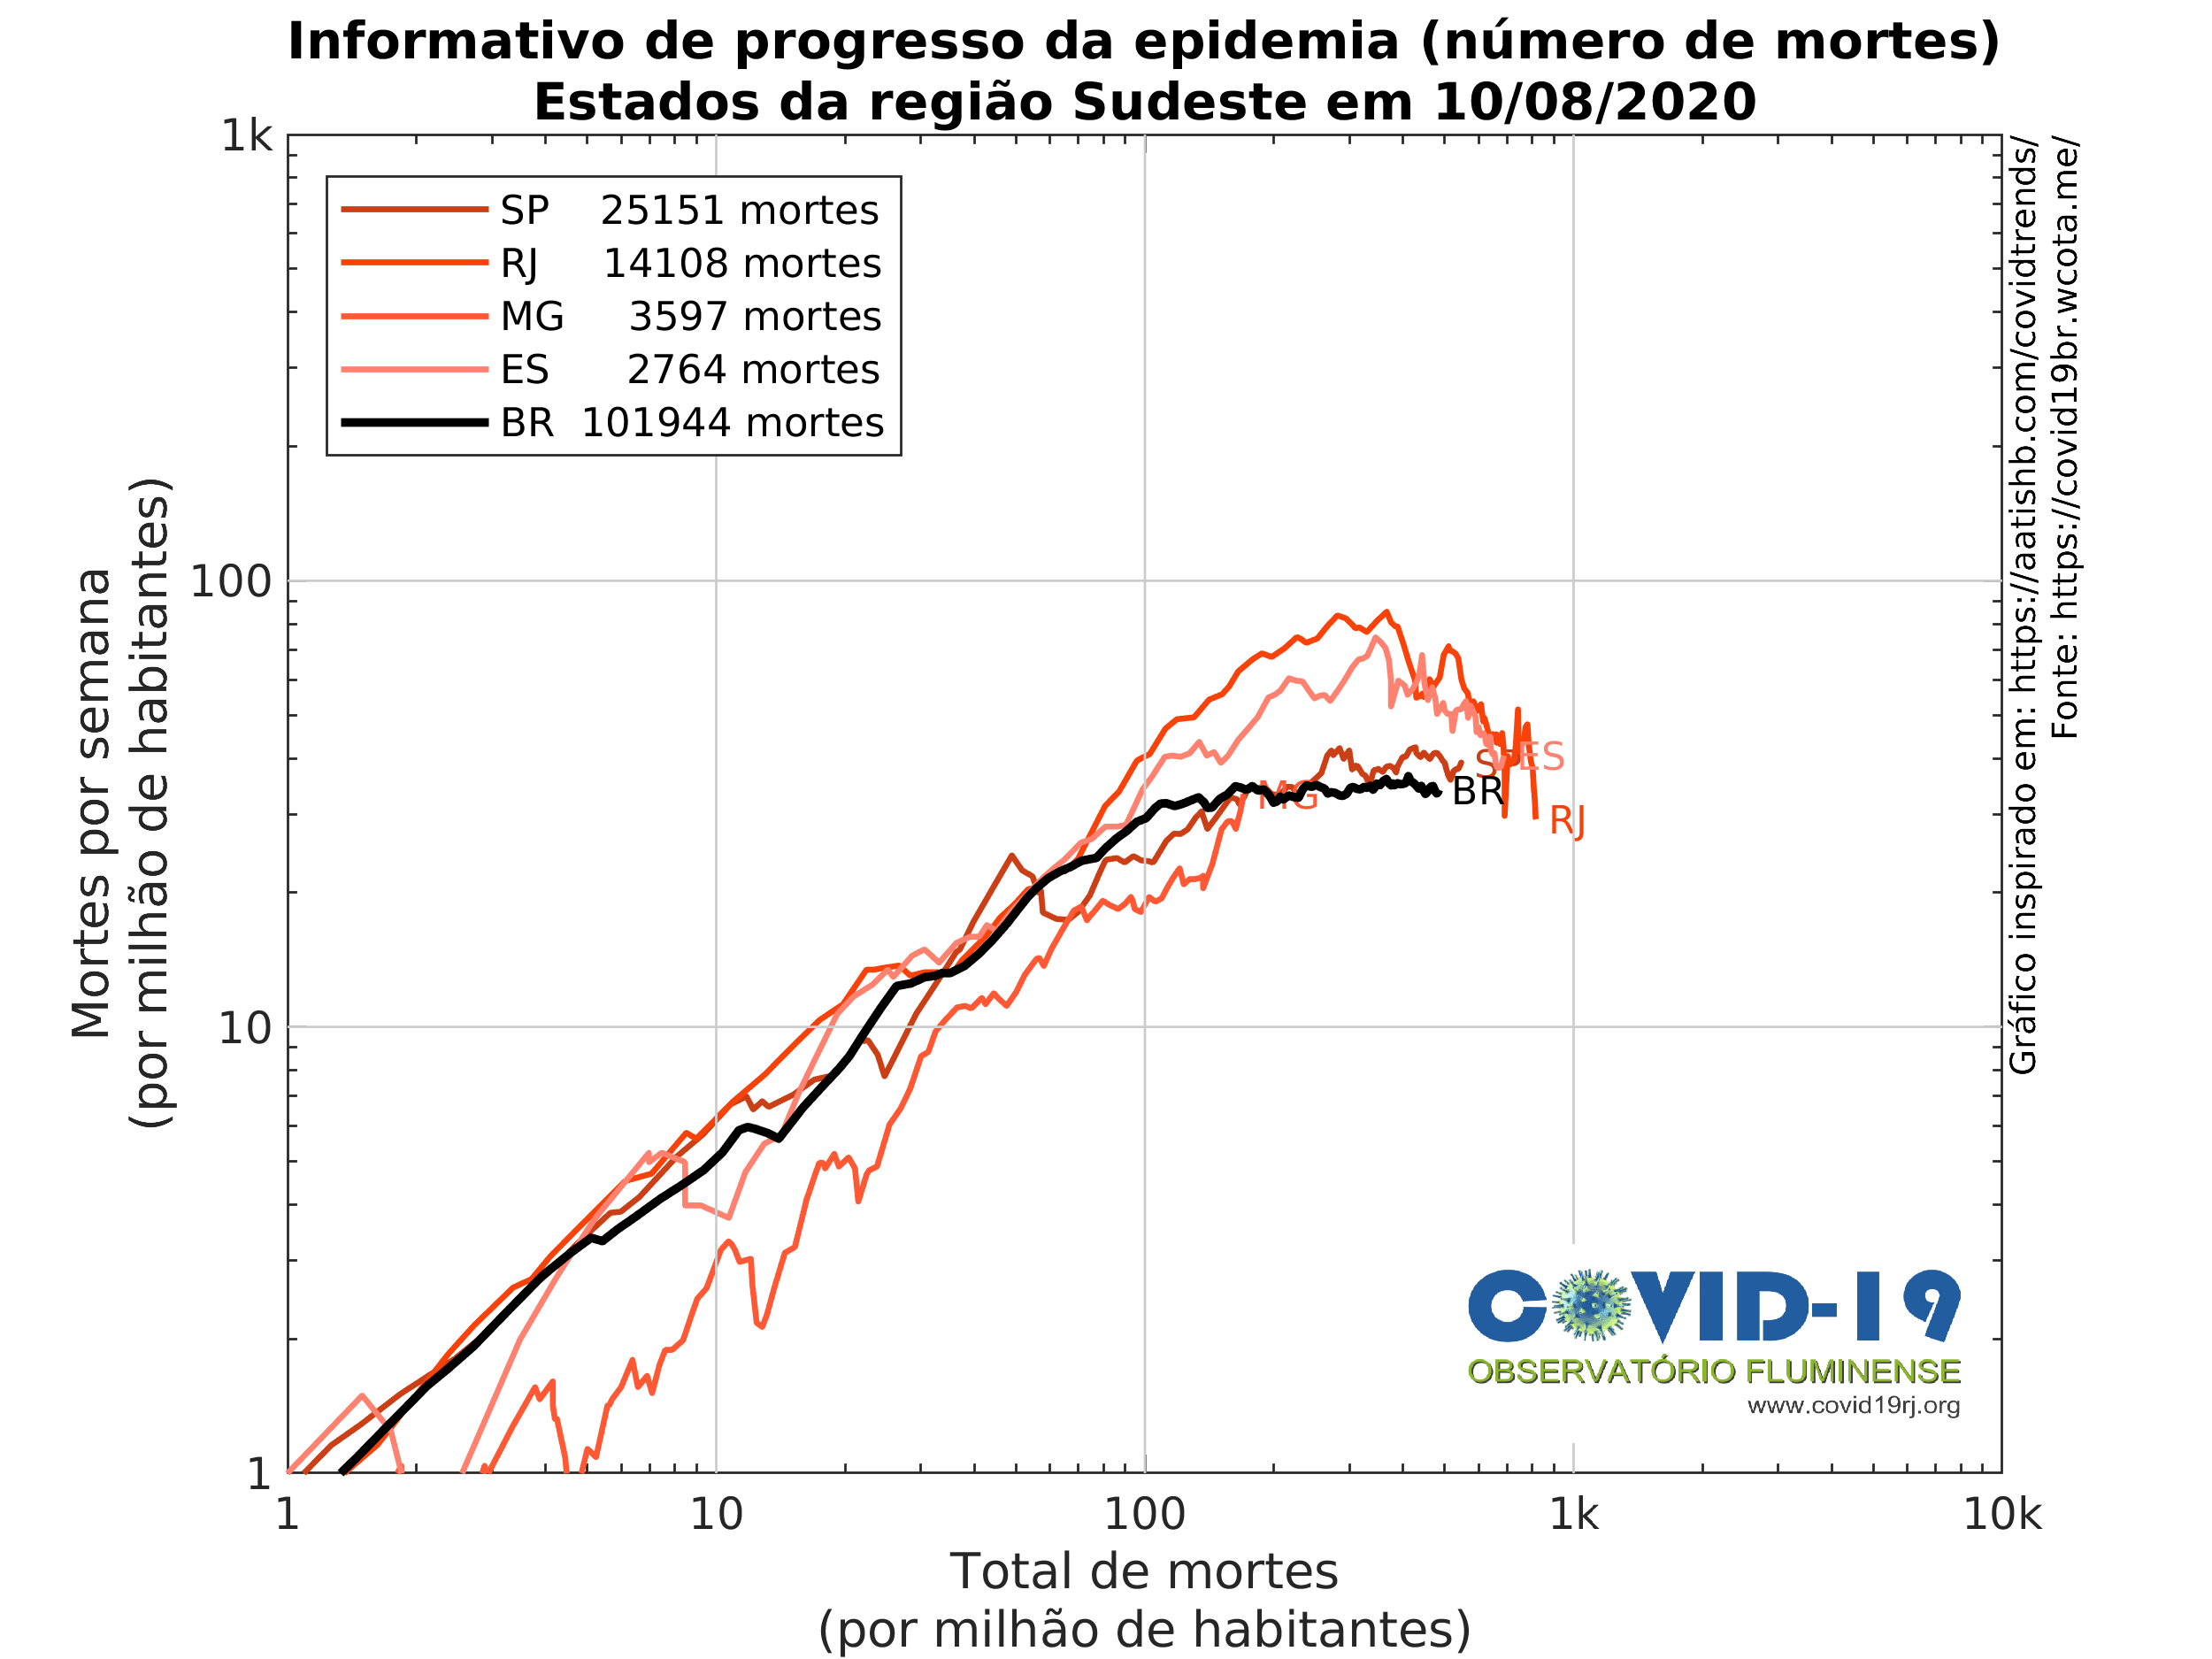 Informativo de progresso da epidemia (número de mortes)
Estados da região Sudeste em 10/08/2020
1k
100
10
1
Mortes por semana
(por milhão de habitantes)
SP 25151 mortes
RJ 14108 mortes
MG 3597 mortes
ES 2764 mortes
BR 101944 mortes
MG
SP
ES
BR
RJ
Gráfico inspirado em: https://aatishb.com/covidtrends/
Fonte: https://covid19br.wcota.me/
COVID-19
OBSERVATÓRIO FLUMINENSE
www.covid19rj.org
1 10 100 1k 10k
Total de mortes
(por milhão de habitantes)